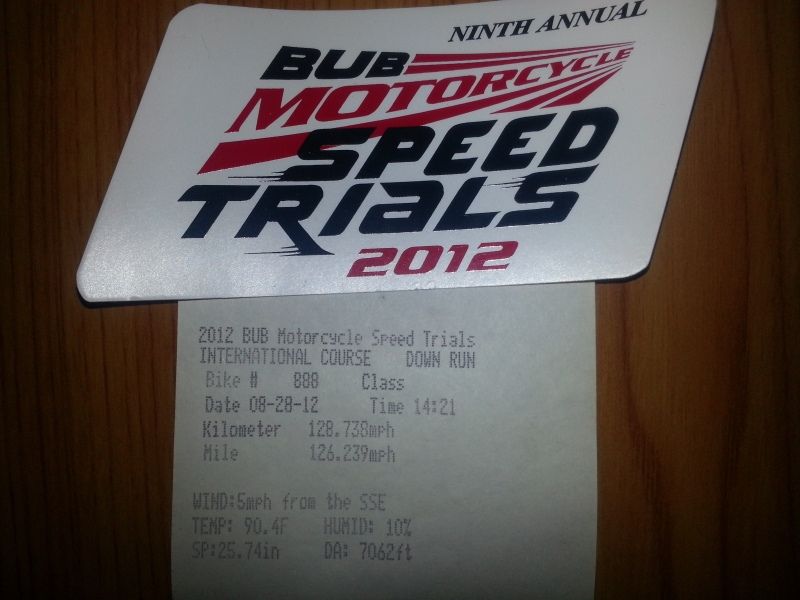 NINTH ANNUAL
BUB
MOTORCYCLE
SPEED
TRIALS
2012
2012 BUB Motorcycle Speed Trials
INTERNATIONAL COURSE DOWN RUN
Bike # 888 Class
Date 08-28-12 Time 14:21
Kilometer 128.738mph
Mile 126.239mph
WIND:5mph from the SSE
TEMP: 90.4F HUMID: 10%
SP:25.74in DA: 7062ft